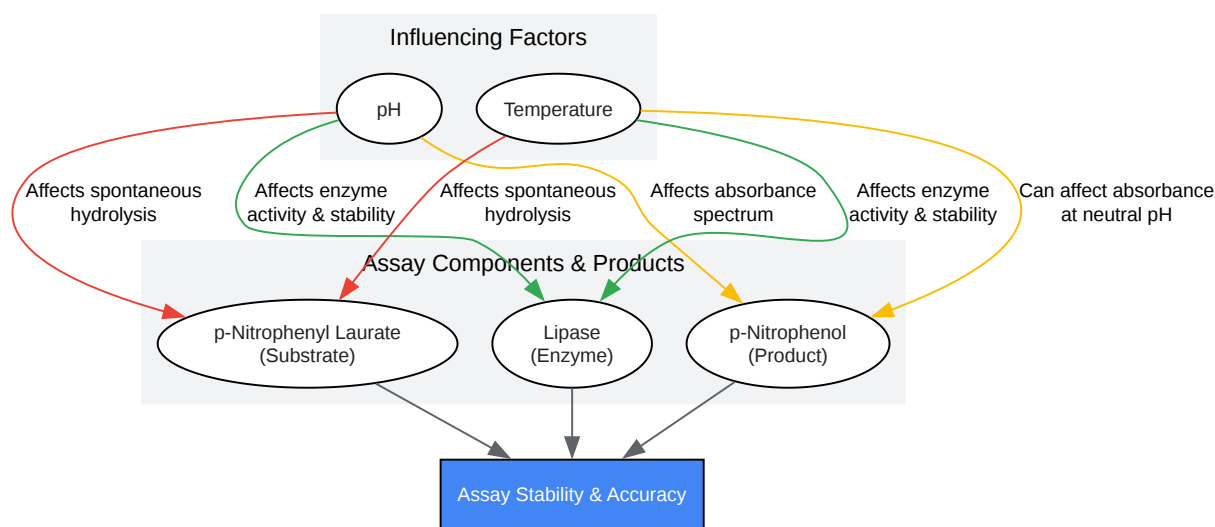 Influencing Factors
pH
Temperature
Affects spontaneous
hydrolysis
Affects enzyme
activity & stability
Affects spontaneous
hydrolysis
Affects absorbance
spectrum
Affects enzyme
activity & stability
Can affect absorbance
at neutral pH
Assay Components & Products
p-Nitrophenyl Laurate
(Substrate)
Lipase
(Enzyme)
p-Nitrophenol
(Product)
Assay Stability & Accuracy